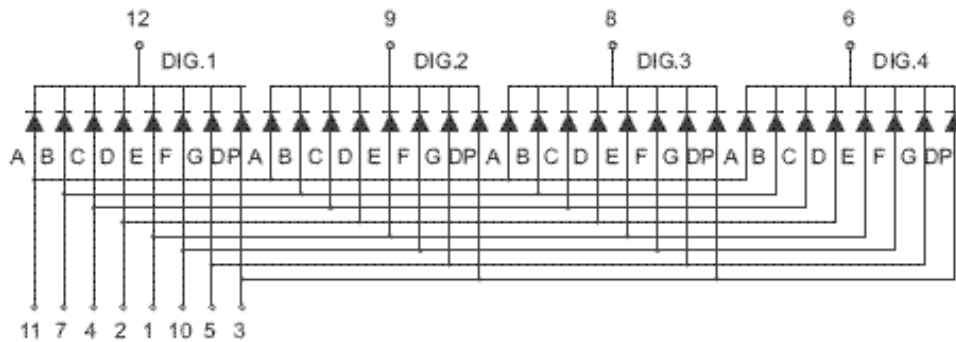 12 9 8 6
DIG.1 DIG.2 DIG.3 DIG.4
A B C D E F G DP A B C D E F G DP A B C D E F G DP A B C D E F G DP
11 7 4 2 1 10 5 3